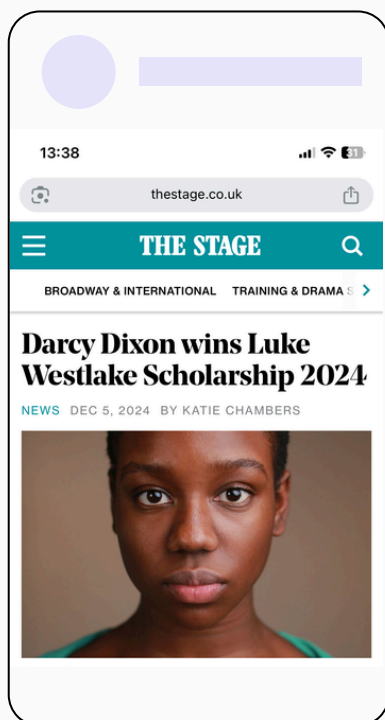 13:38
31
thestage.co.uk
THE STAGE
BROADWAY & INTERNATIONAL TRAINING & DRAMA S
Darcy Dixon wins Luke
Westlake Scholarship 2024
NEWS DEC 5, 2024 BY KATIE CHAMBERS